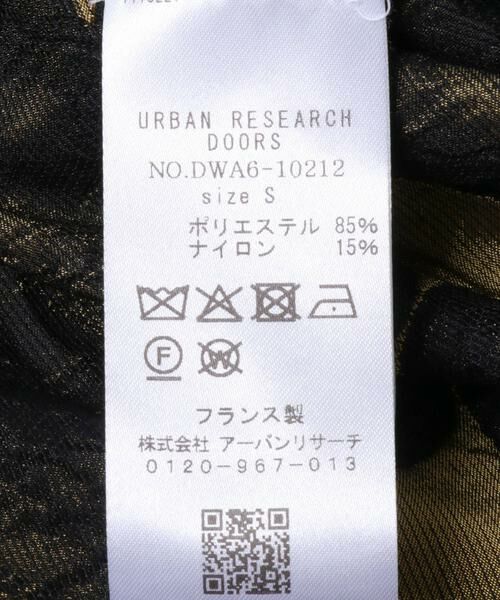 URBAN RESEARCH
DOORS
NO.DWA6-10212
size S
ポリエステル 85%
ナイロン 15%
F
W
フランス製
株式会社 アーバンリサーチ
0120-967-013